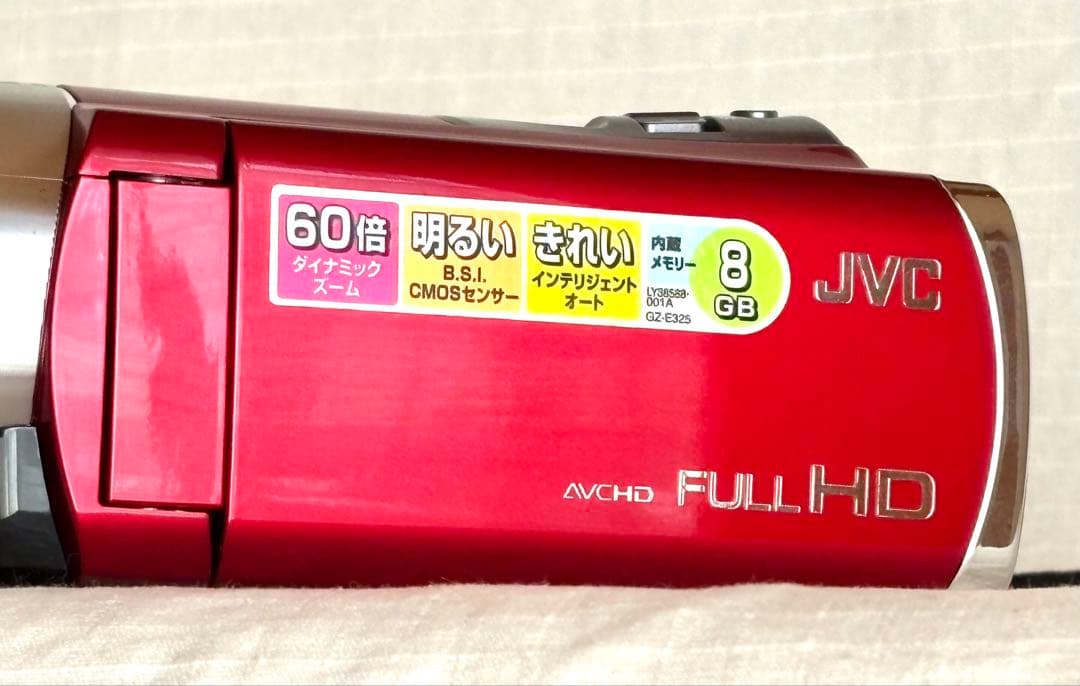 60倍
ダイナミック
ズーム
明るい
B.S.I.
CMOSセンサー
きれい
インテリジェント
オート
内蔵
メモリー
8
GB
LY38588-
001A
GZ-E325
JVC
AVCHD
FULL HD